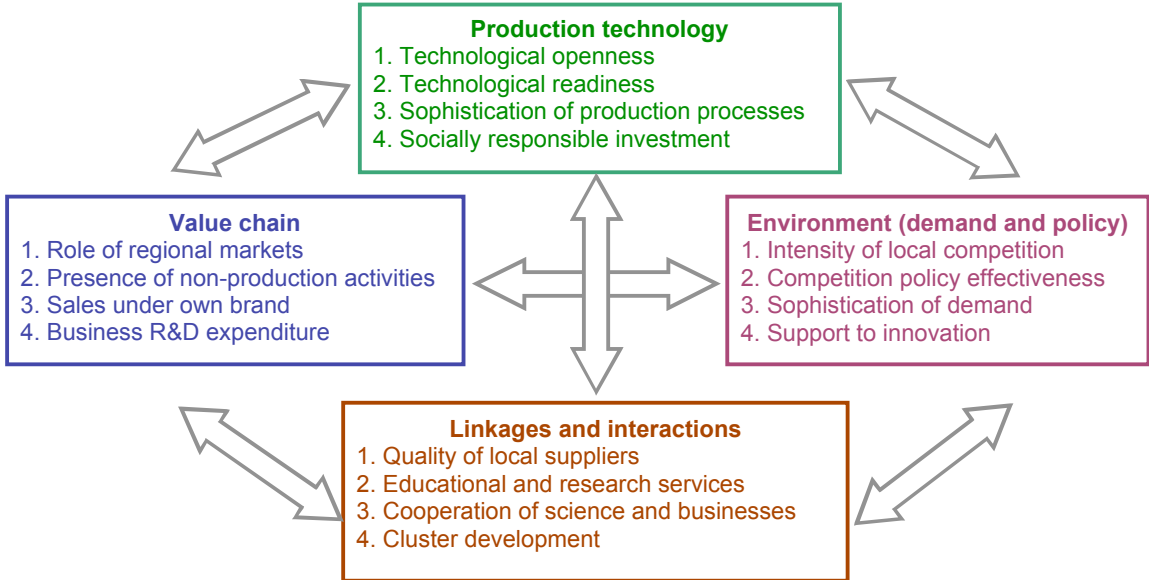 Production technology
1. Technological openness
2. Technological readiness
3. Sophistication of production processes
4. Socially responsible investment
Value chain
1. Role of regional markets
2. Presence of non-production activities
3. Sales under own brand
4. Business R&D expenditure
Environment (demand and policy)
1. Intensity of local competition
2. Competition policy effectiveness
3. Sophistication of demand
4. Support to innovation
Linkages and interactions
1. Quality of local suppliers
2. Educational and research services
3. Cooperation of science and businesses
4. Cluster development